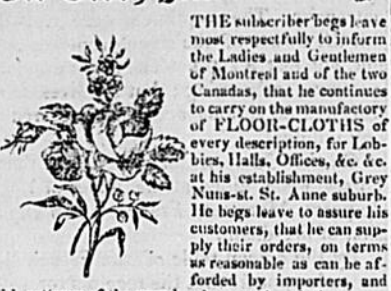 THE subscriber begs leave
most respectfully to inform
the Ladies and Gentlemen
of Montreal and of the two
Canadas, that he continues
to carry on the manufactory
of FLOOR-CLOTHS of
every description, for Lob-
bies, Halls, Offices, &c. &c.
at his establishment, Grey
Nuns-st. St. Anne suburb.
He begs leave to assure his
customers, that he can sup-
ply their orders, on terms
as reasonable as can be af-
forded by importers, and